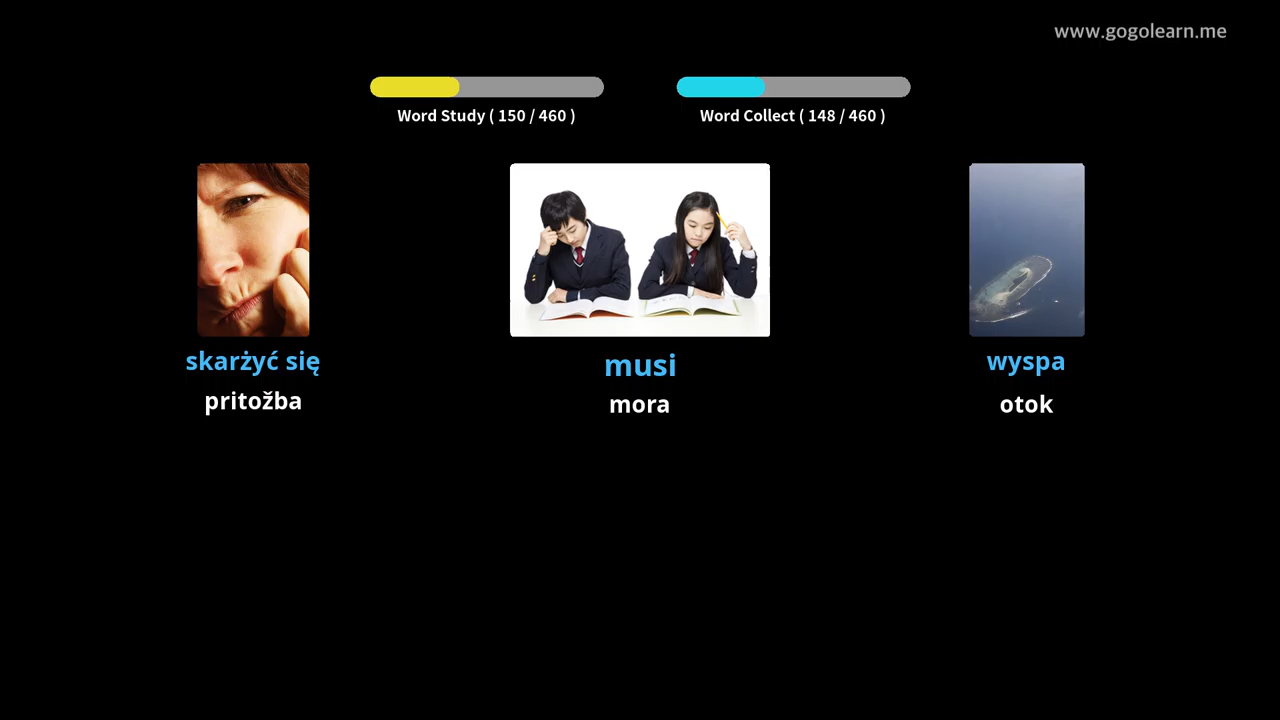 www.gogolearn.me
Word Study ( 150 / 460 )
Word Collect ( 148 / 460 )
skarżyć się
pritožba
musi
mora
wyspa
otok